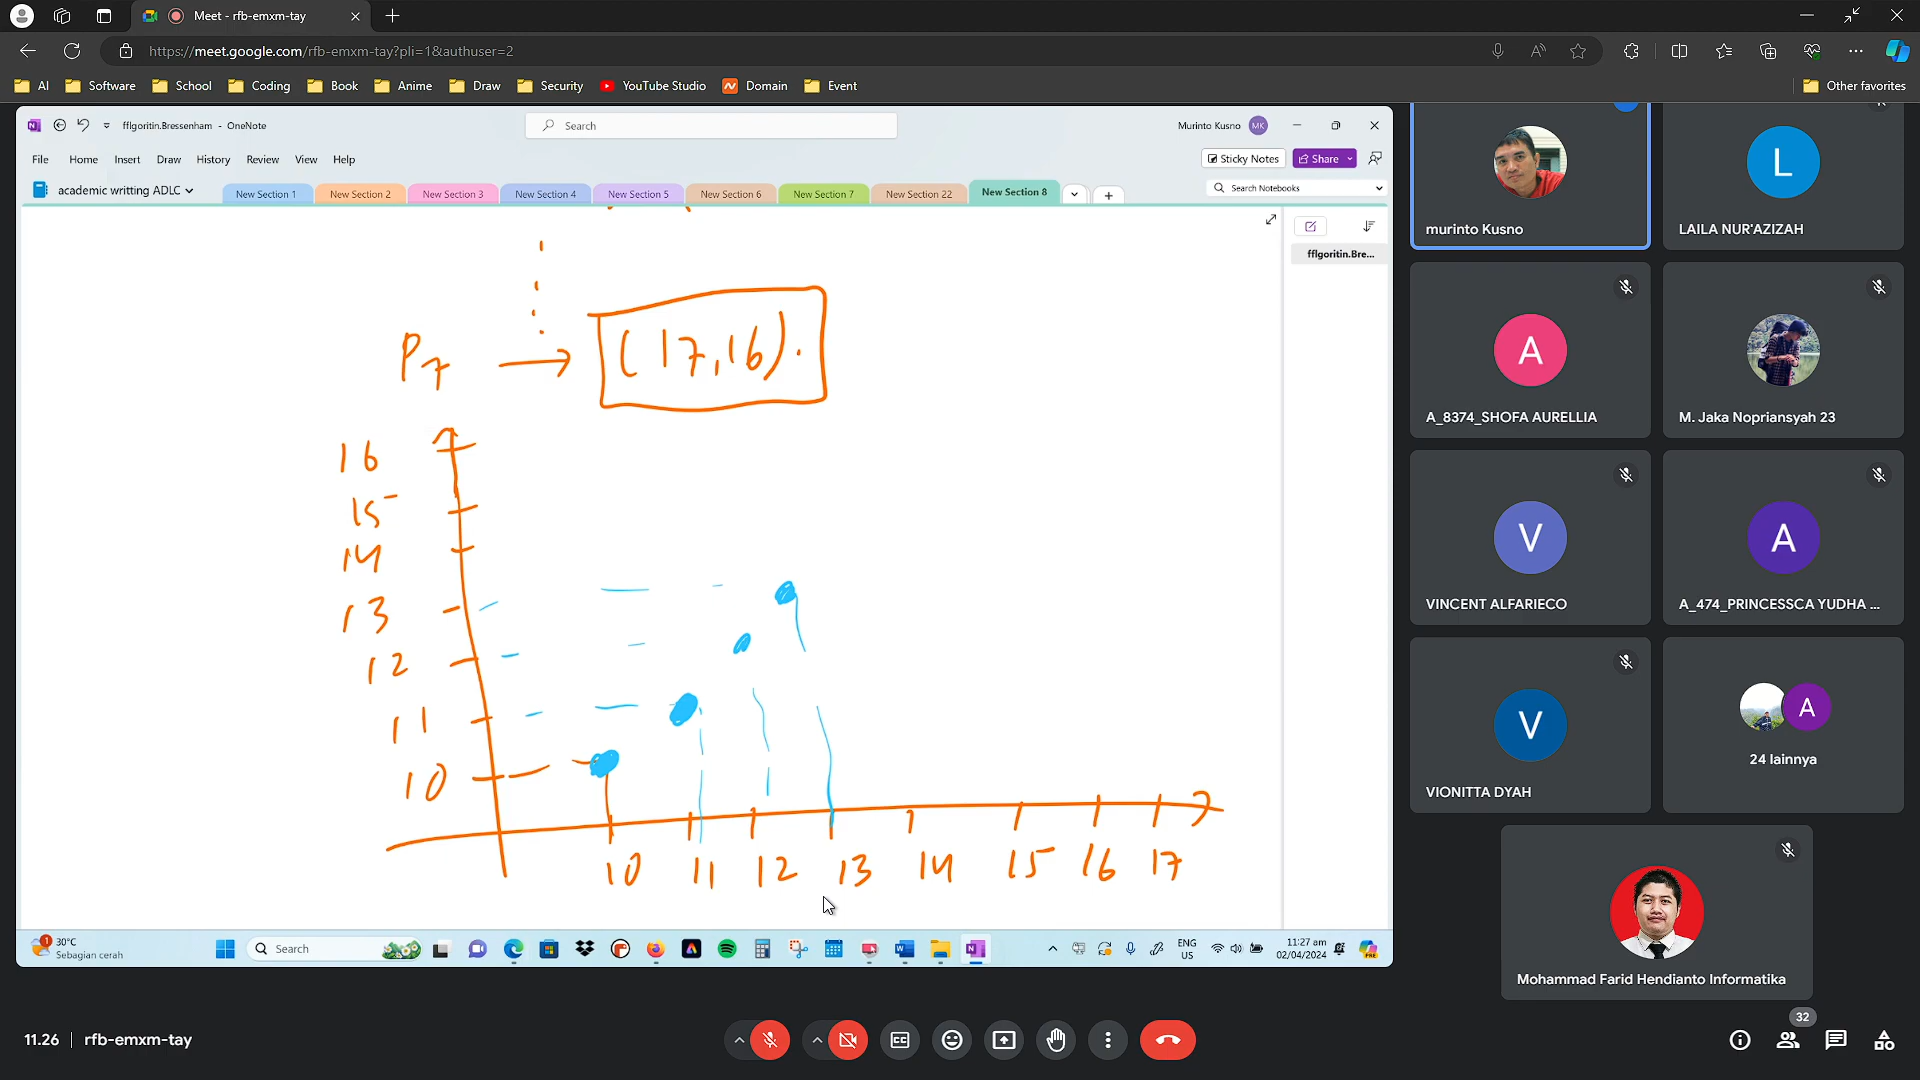 Meet - rfb-emxm-tay
https://meet.google.com/rfb-emxm-tay?pli=1&authuser=2
AI Software School Coding Book Anime Draw Security YouTube Studio Domain Event Other favorites
fflgoritin.Bressenham - OneNote
Search
Murinto Kusno MK
File Home Insert Draw History Review View Help
Sticky Notes Share
academic writting ADLC
New Section 1 New Section 2 New Section 3 New Section 4 New Section 5 New Section 6 New Section 7 New Section 22 New Section 8
Search Notebooks
fflgoritin.Bre...
P7 → (17,16).
16
15
14
13
12
11
10
10 11 12 13 14 15 16 17
1
30°C
Sebagian cerah
Search
ENG
US
11:27 am
02/04/2024
murinto Kusno
L
LAILA NUR'AZIZAH
A
A_8374_SHOFA AURELLIA
M. Jaka Nopriansyah 23
V
VINCENT ALFARIECO
A
A_474_PRINCESSCA YUDHA ...
V
VIONITTA DYAH
A
24 lainnya
Mohammad Farid Hendianto Informatika
11.26 rfb-emxm-tay
32